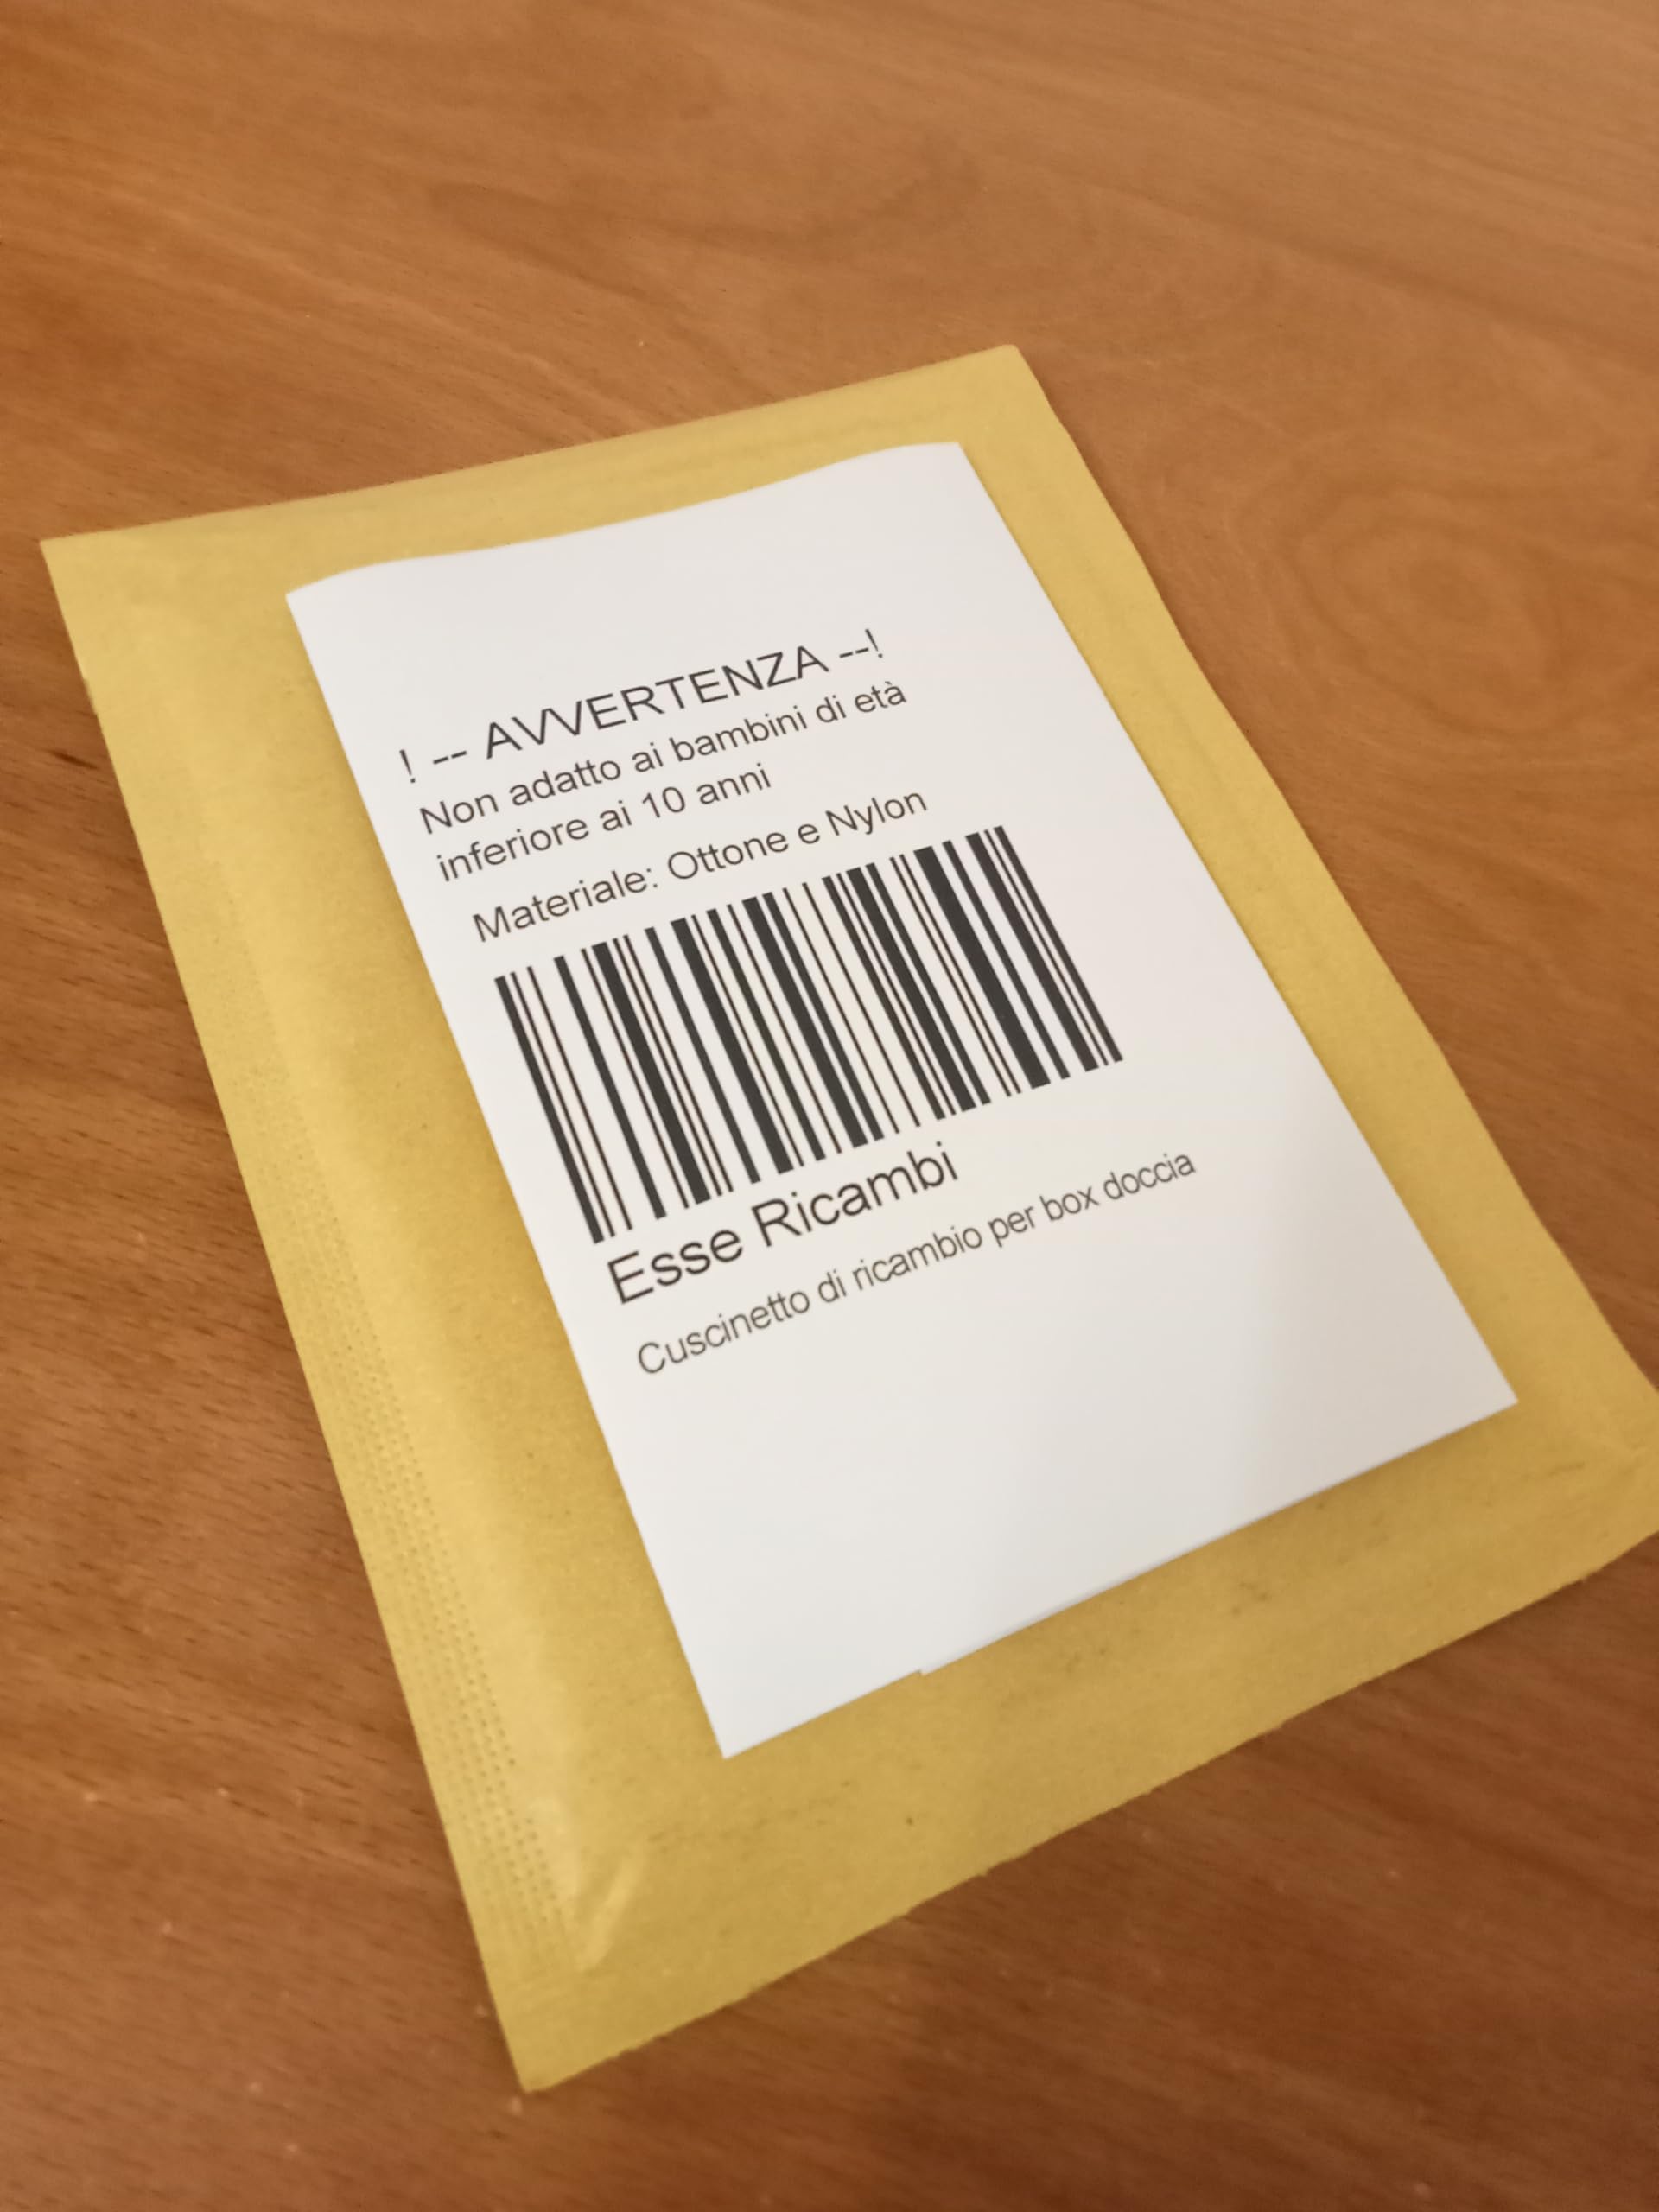 ! -- AVVERTENZA --!
Non adatto ai bambini di età
inferiore ai 10 anni
Materiale: Ottone e Nylon
Esse Ricambi
Cuscinetto di ricambio per box doccia